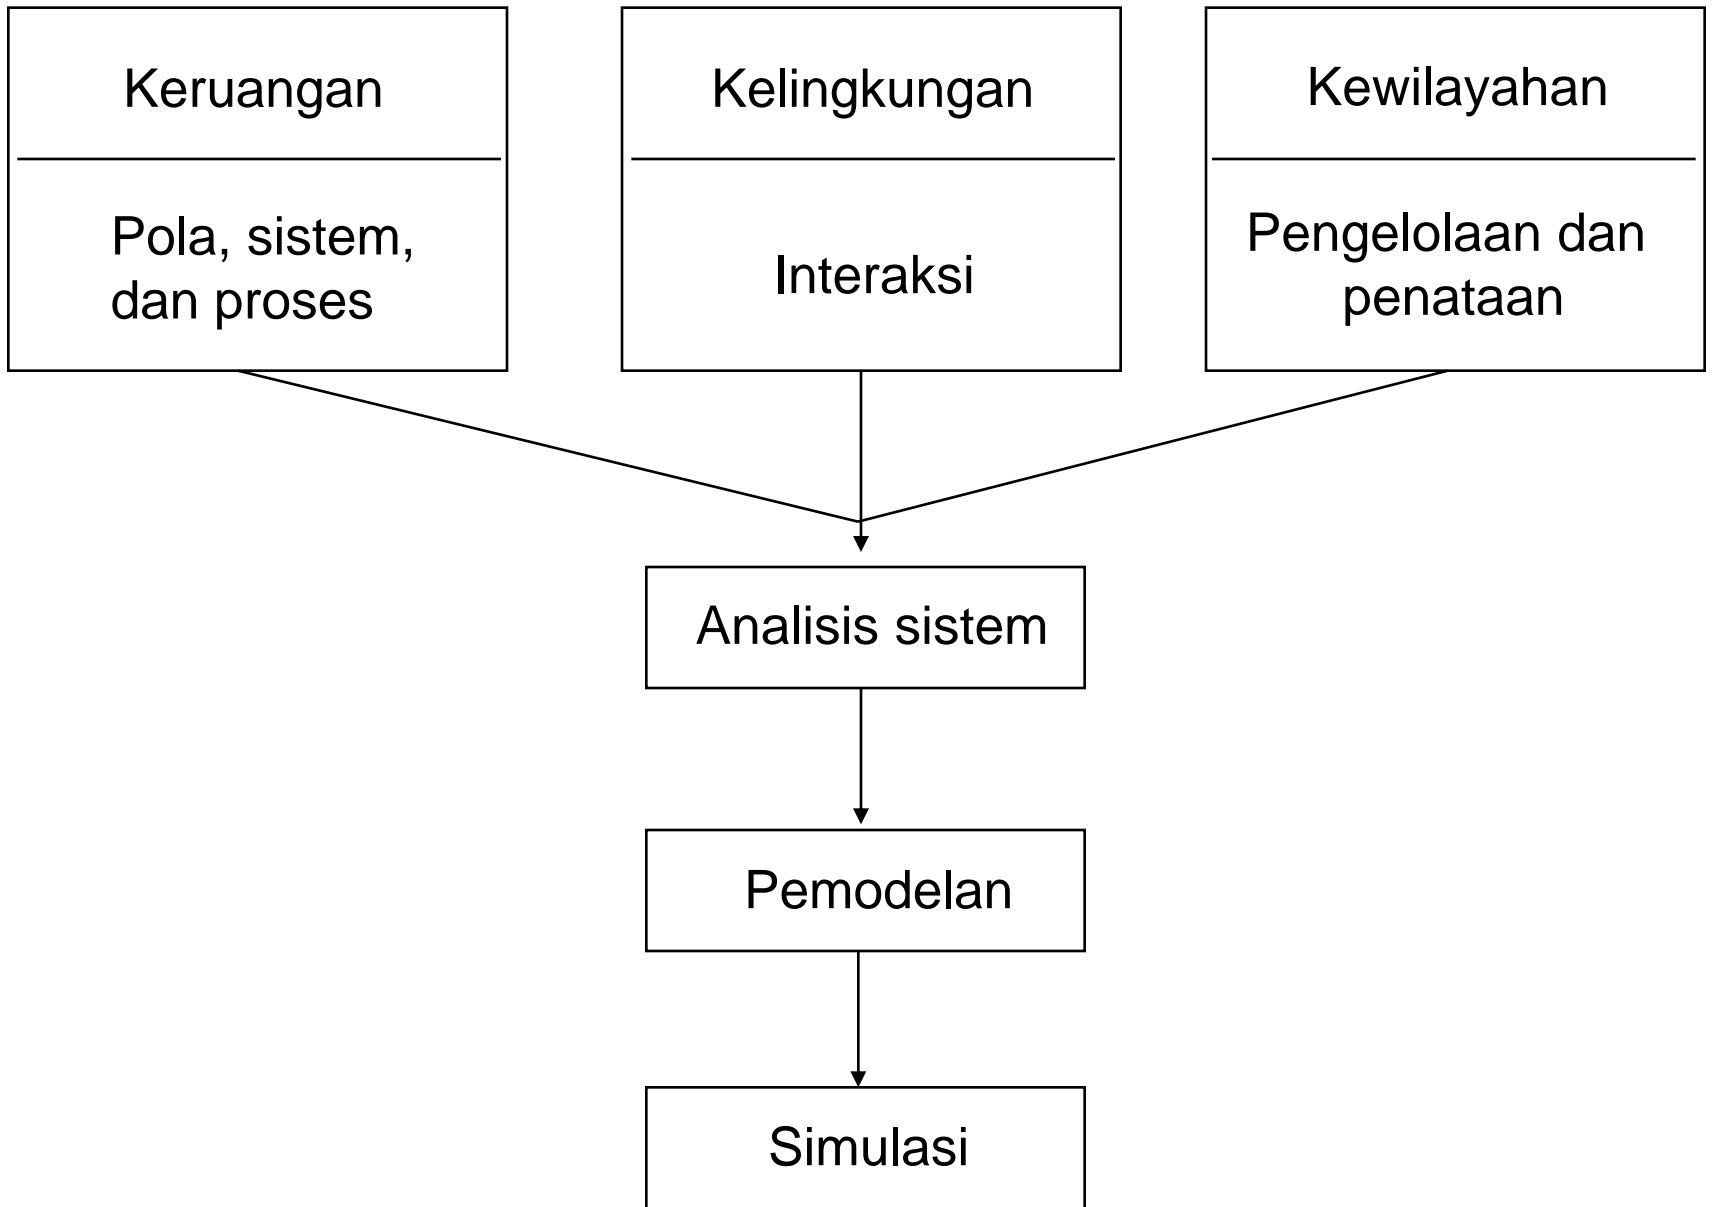 Keruangan
Pola, sistem,
dan proses
Kelingkungan
Interaksi
Kewilayahan
Pengelolaan dan
penataan
Analisis sistem
Pemodelan
Simulasi